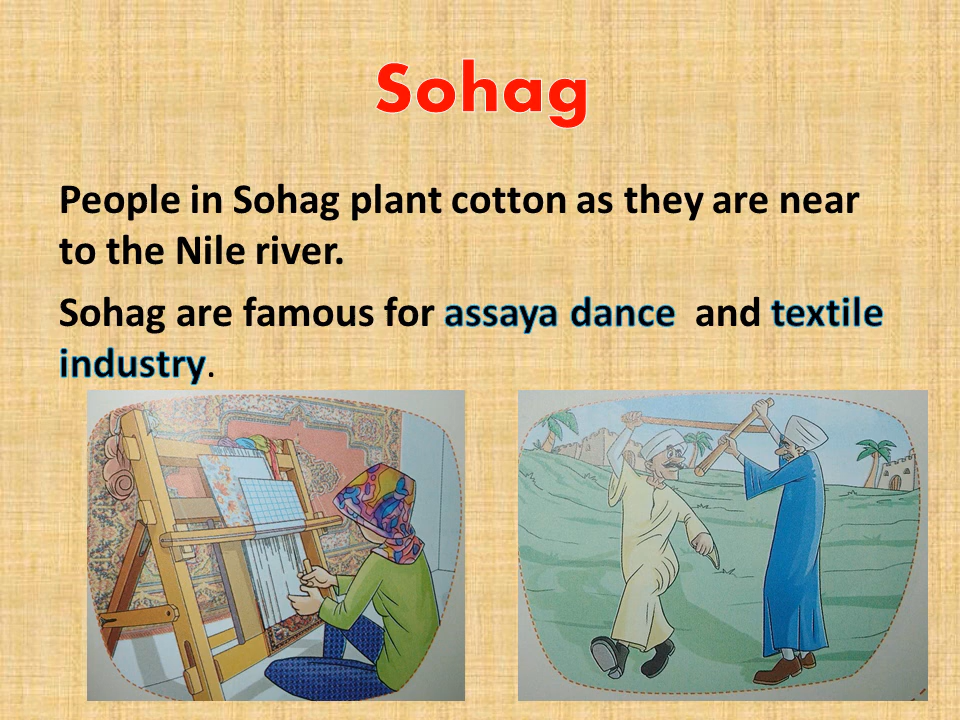 Sohag
People in Sohag plant cotton as they are near
to the Nile river.
Sohag are famous for assaya dance and textile
industry.